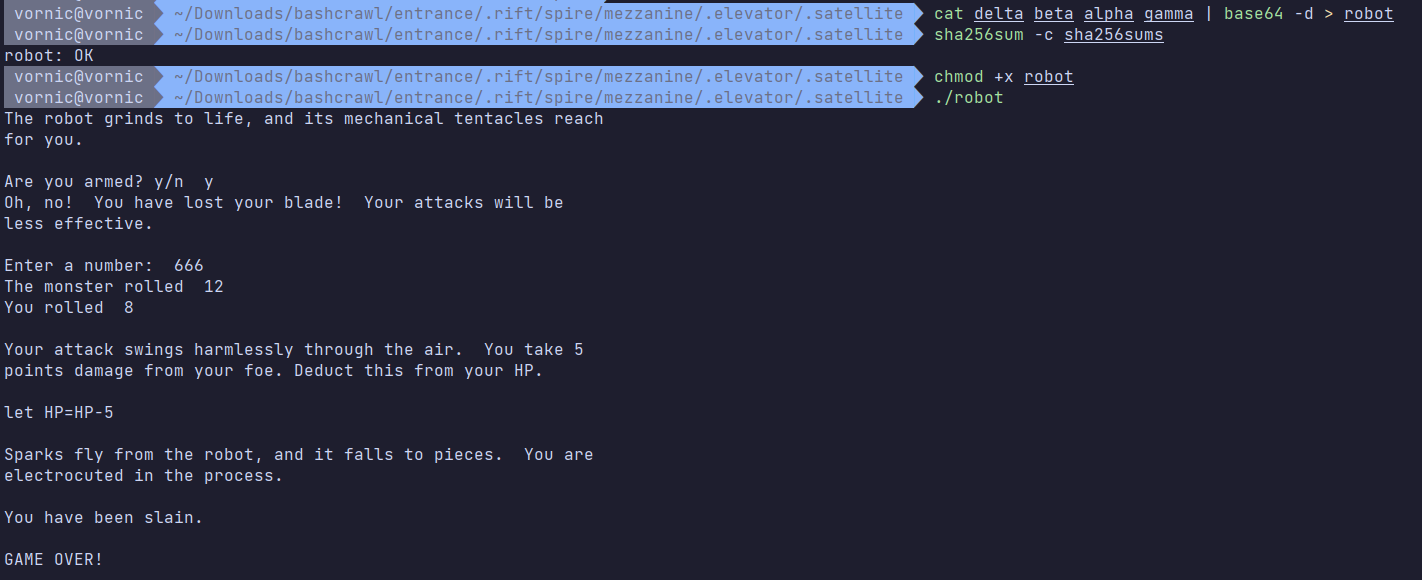 vornic@vornic ~/Downloads/bashcrawl/entrance/.rift/spire/mezzanine/.elevator/.satellite cat delta beta alpha gamma | base64 -d > robot
vornic@vornic ~/Downloads/bashcrawl/entrance/.rift/spire/mezzanine/.elevator/.satellite sha256sum -c sha256sums
robot: OK
vornic@vornic ~/Downloads/bashcrawl/entrance/.rift/spire/mezzanine/.elevator/.satellite chmod +x robot
vornic@vornic ~/Downloads/bashcrawl/entrance/.rift/spire/mezzanine/.elevator/.satellite ./robot
The robot grinds to life, and its mechanical tentacles reach
for you.
Are you armed? y/n  y
Oh, no!  You have lost your blade!  Your attacks will be
less effective.
Enter a number:  666
The monster rolled  12
You rolled  8
Your attack swings harmlessly through the air.  You take 5
points damage from your foe. Deduct this from your HP.
let HP=HP-5
Sparks fly from the robot, and it falls to pieces.  You are
electrocuted in the process.
You have been slain.
GAME OVER!